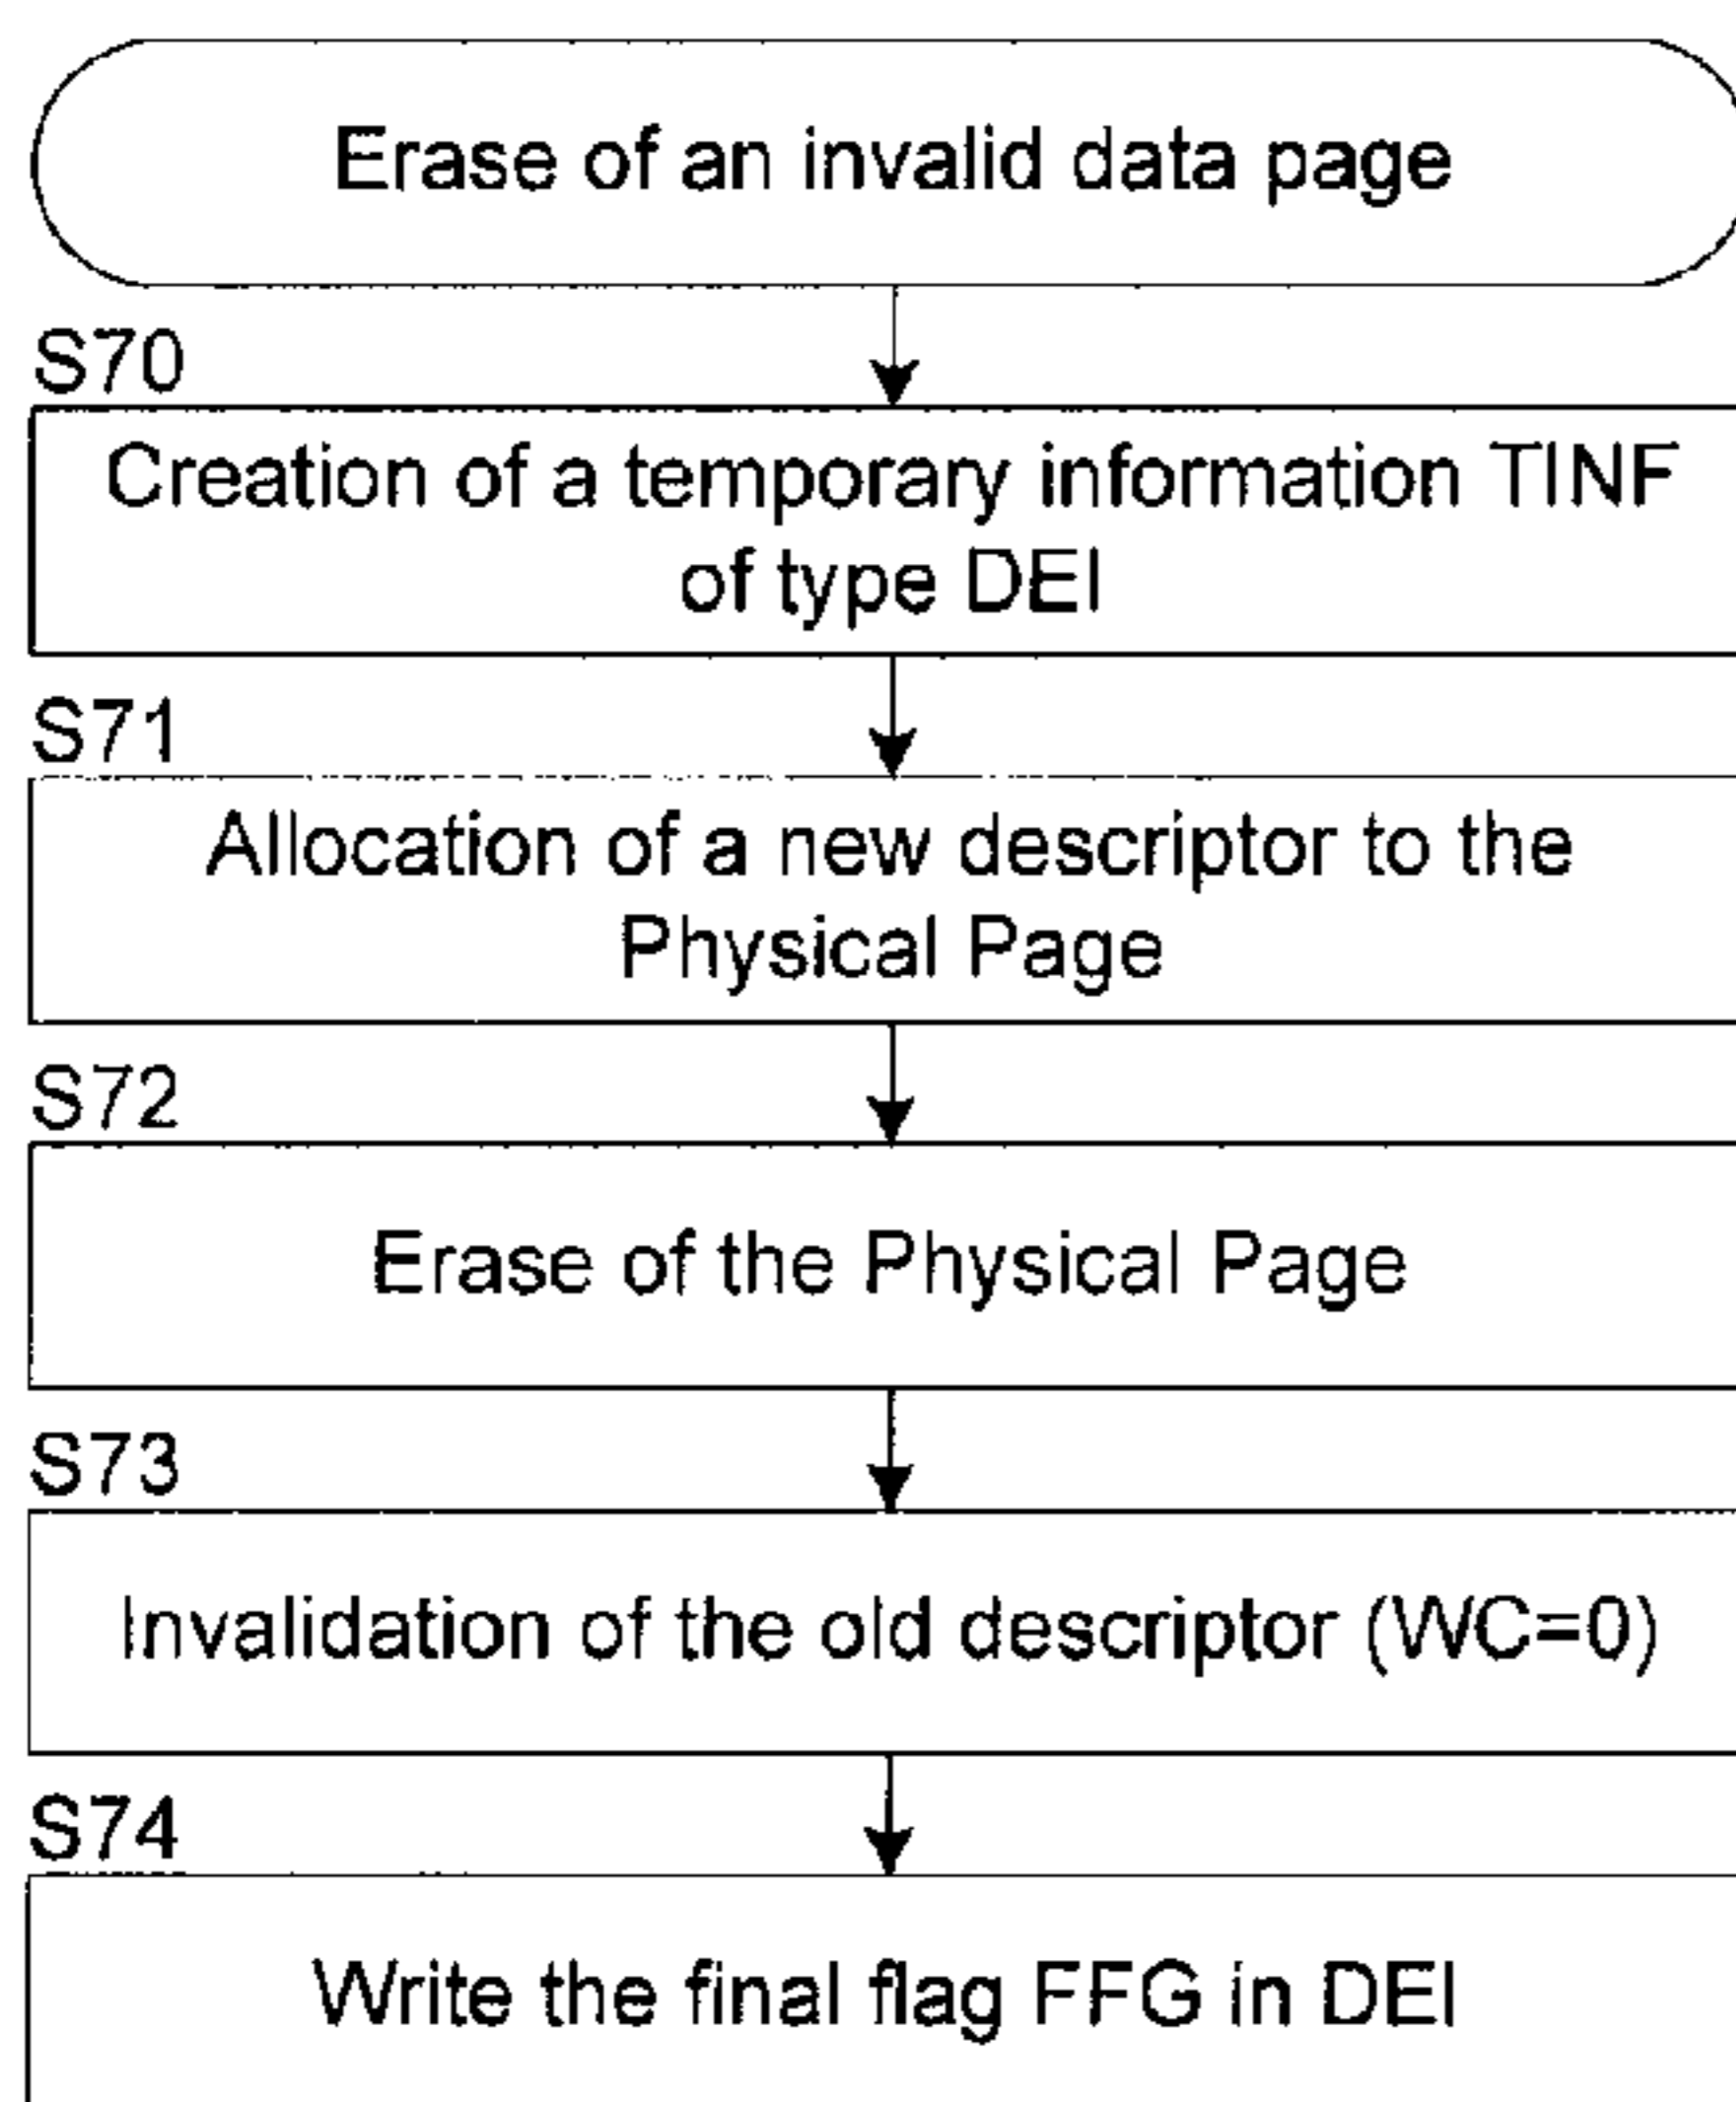 Erase of an invalid data page
S70
Creation of a temporary information TINF
of type DEI
S71
Allocation of a new descriptor to the
Physical Page
S72
Erase of the Physical Page
S73
Invalidation of the old descriptor (WC=0)
S74
Write the final flag FFG in DEI